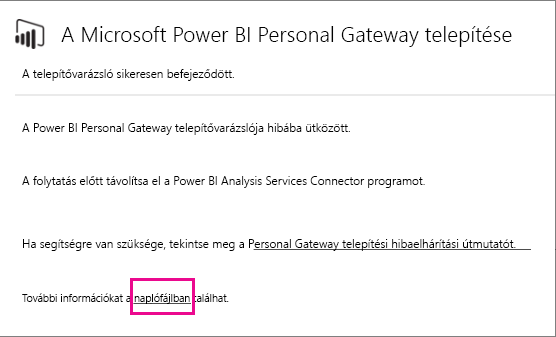 A Microsoft Power BI Personal Gateway telepítése
A telepítővarázsló sikeresen befejeződött.
A Power BI Personal Gateway telepítővarázslója hibába ütközött.
A folytatás előtt távolítsa el a Power BI Analysis Services Connector programot.
Ha segítségre van szüksége, tekintse meg a Personal Gateway telepítési hibaelhárítási útmutatót.
További információkat a naplófájlban találhat.